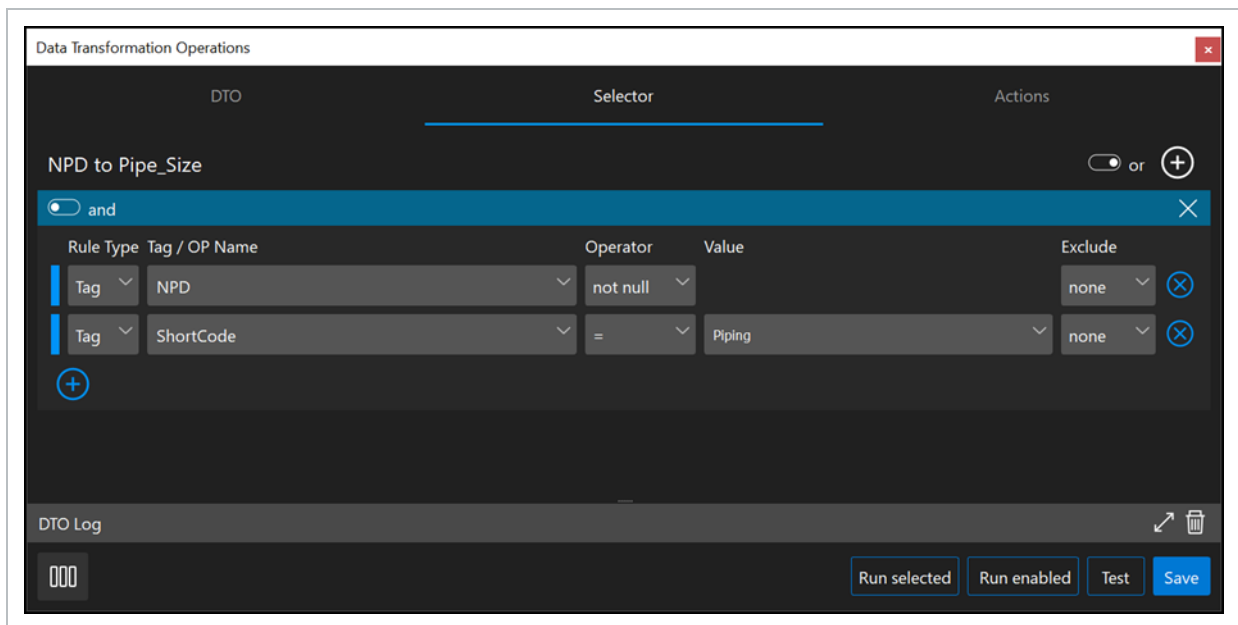 Data Transformation Operations
DTO Selector Actions
NPD to Pipe_Size or
and
Rule Type Tag / OP Name Operator Value Exclude
Tag NPD not null none
Tag ShortCode = Piping none
DTO Log
Run selected Run enabled Test Save